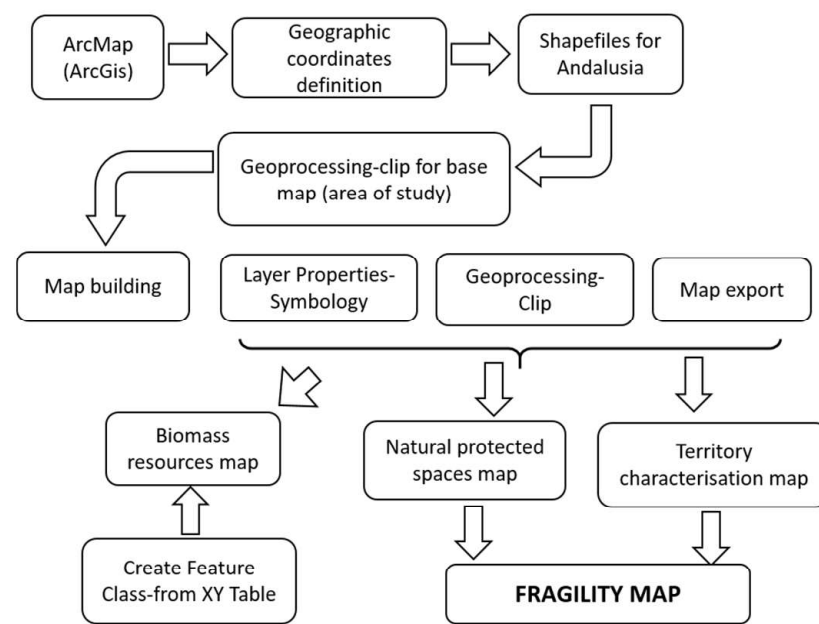 ArcMap
(ArcGis)
Geographic
coordinates
definition
Shapefiles for
Andalusia
Geoprocessing-clip for base
map (area of study)
Map building
Layer Properties-
Symbology
Geoprocessing-
Clip
Map export
Biomass
resources map
Natural protected
spaces map
Territory
characterisation map
Create Feature
Class-from XY Table
FRAGILITY MAP